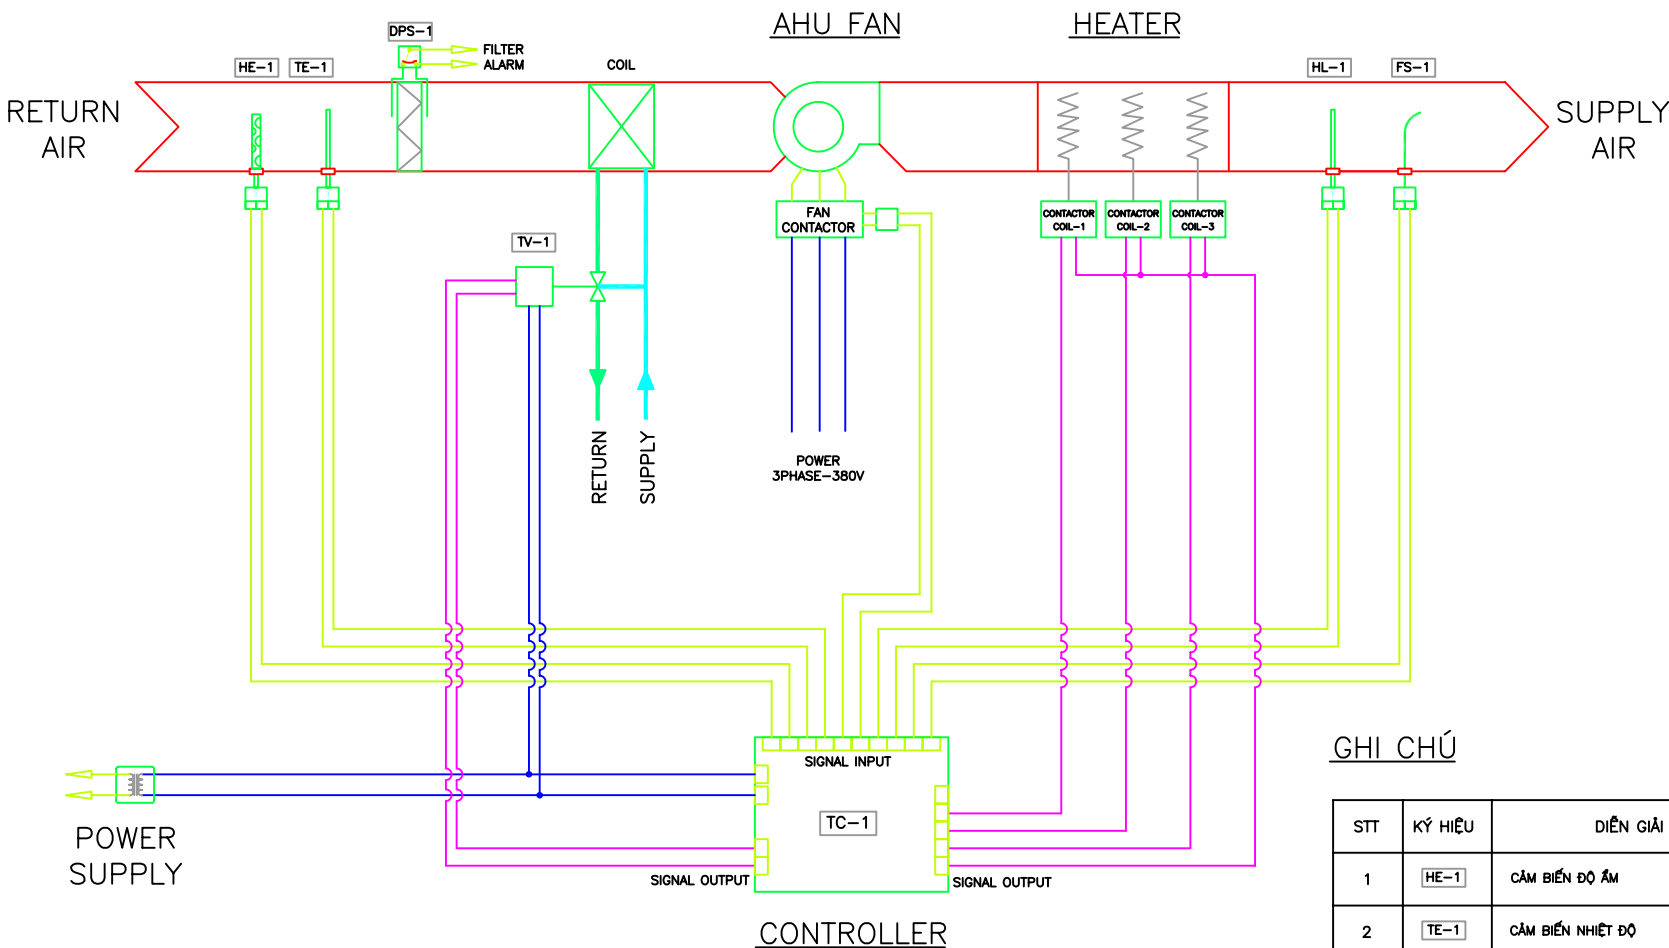 AHU FAN
HEATER
DPS-1
FILTER
ALARM
HE-1
TE-1
COIL
HL-1
FS-1
RETURN
AIR
SUPPLY
AIR
FAN
CONTACTOR
CONTACTOR
COIL-1
CONTACTOR
COIL-2
CONTACTOR
COIL-3
TV-1
RETURN
SUPPLY
POWER
3PHASE-380V
SIGNAL INPUT
TC-1
POWER
SUPPLY
SIGNAL OUTPUT
SIGNAL OUTPUT
CONTROLLER
GHI CHÚ
STT KÝ HIỆU DIỄN GIẢI
1 HE-1 CẢM BIẾN ĐỘ ẨM
2 TE-1 CẢM BIẾN NHIỆT ĐỘ